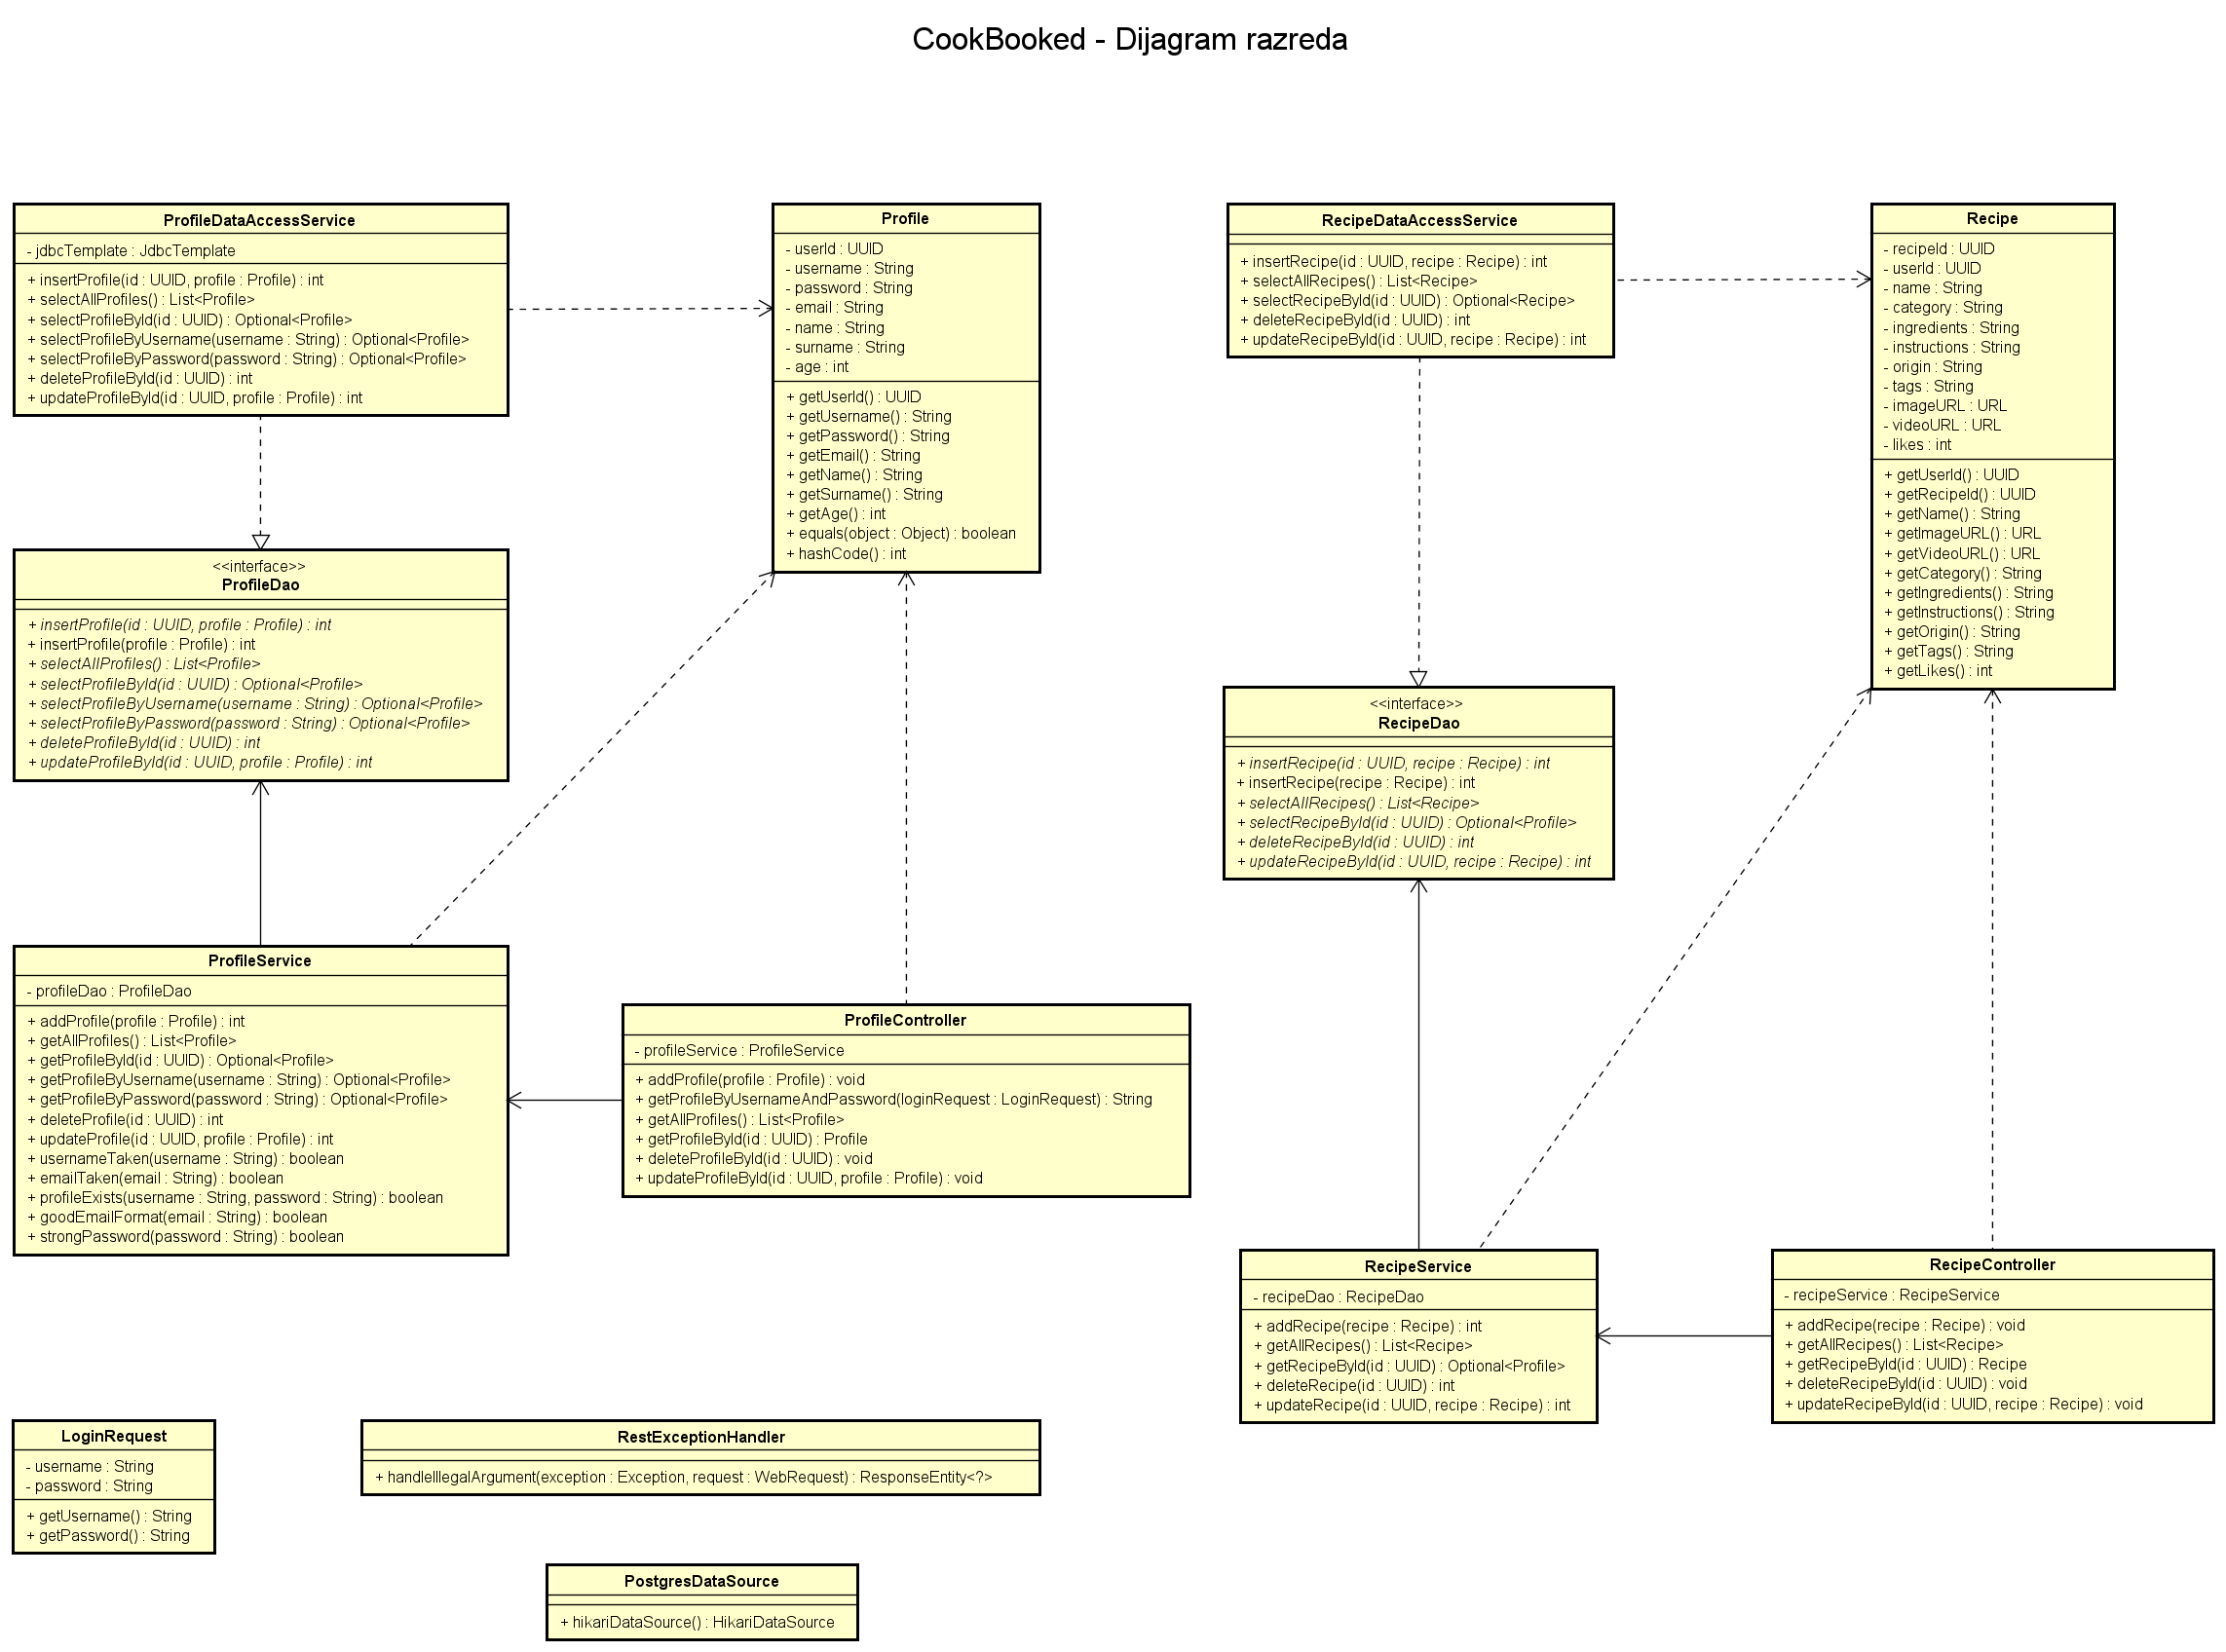 CookBooked - Dijagram razreda
ProfileDataAccessService
- jdbcTemplate : JdbcTemplate
+ insertProfile(id : UUID, profile : Profile) : int
+ selectAllProfiles() : List<Profile>
+ selectProfileById(id : UUID) : Optional<Profile>
+ selectProfileByUsername(username : String) : Optional<Profile>
+ selectProfileByPassword(password : String) : Optional<Profile>
+ deleteProfileById(id : UUID) : int
+ updateProfileById(id : UUID, profile : Profile) : int
Profile
- userId : UUID
- username : String
- password : String
- email : String
- name : String
- surname : String
- age : int
+ getUserId() : UUID
+ getUsername() : String
+ getPassword() : String
+ getEmail() : String
+ getName() : String
+ getSurname() : String
+ getAge() : int
+ equals(object : Object) : boolean
+ hashCode() : int
RecipeDataAccessService
+ insertRecipe(id : UUID, recipe : Recipe) : int
+ selectAllRecipes() : List<Recipe>
+ selectRecipeById(id : UUID) : Optional<Recipe>
+ deleteRecipeById(id : UUID) : int
+ updateRecipeById(id : UUID, recipe : Recipe) : int
Recipe
- recipeId : UUID
- userId : UUID
- name : String
- category : String
- ingredients : String
- instructions : String
- origin : String
- tags : String
- imageURL : URL
- videoURL : URL
- likes : int
+ getUserId() : UUID
+ getRecipeId() : UUID
+ getName() : String
+ getImageURL() : URL
+ getVideoURL() : URL
+ getCategory() : String
+ getIngredients() : String
+ getInstructions() : String
+ getOrigin() : String
+ getTags() : String
+ getLikes() : int
<<interface>>
ProfileDao
+ insertProfile(id : UUID, profile : Profile) : int
+ insertProfile(profile : Profile) : int
+ selectAllProfiles() : List<Profile>
+ selectProfileById(id : UUID) : Optional<Profile>
+ selectProfileByUsername(username : String) : Optional<Profile>
+ selectProfileByPassword(password : String) : Optional<Profile>
+ deleteProfileById(id : UUID) : int
+ updateProfileById(id : UUID, profile : Profile) : int
<<interface>>
RecipeDao
+ insertRecipe(id : UUID, recipe : Recipe) : int
+ insertRecipe(recipe : Recipe) : int
+ selectAllRecipes() : List<Recipe>
+ selectRecipeById(id : UUID) : Optional<Profile>
+ deleteRecipeById(id : UUID) : int
+ updateRecipeById(id : UUID, recipe : Recipe) : int
ProfileService
- profileDao : ProfileDao
+ addProfile(profile : Profile) : int
+ getAllProfiles() : List<Profile>
+ getProfileById(id : UUID) : Optional<Profile>
+ getProfileByUsername(username : String) : Optional<Profile>
+ getProfileByPassword(password : String) : Optional<Profile>
+ deleteProfile(id : UUID) : int
+ updateProfile(id : UUID, profile : Profile) : int
+ usernameTaken(username : String) : boolean
+ emailTaken(email : String) : boolean
+ profileExists(username : String, password : String) : boolean
+ goodEmailFormat(email : String) : boolean
+ strongPassword(password : String) : boolean
ProfileController
- profileService : ProfileService
+ addProfile(profile : Profile) : void
+ getProfileByUsernameAndPassword(loginRequest : LoginRequest) : String
+ getAllProfiles() : List<Profile>
+ getProfileById(id : UUID) : Profile
+ deleteProfileById(id : UUID) : void
+ updateProfileById(id : UUID, profile : Profile) : void
RecipeService
- recipeDao : RecipeDao
+ addRecipe(recipe : Recipe) : int
+ getAllRecipes() : List<Recipe>
+ getRecipeById(id : UUID) : Optional<Profile>
+ deleteRecipe(id : UUID) : int
+ updateRecipe(id : UUID, recipe : Recipe) : int
RecipeController
- recipeService : RecipeService
+ addRecipe(recipe : Recipe) : void
+ getAllRecipes() : List<Recipe>
+ getRecipeById(id : UUID) : Recipe
+ deleteRecipeById(id : UUID) : void
+ updateRecipeById(id : UUID, recipe : Recipe) : void
LoginRequest
- username : String
- password : String
+ getUsername() : String
+ getPassword() : String
RestExceptionHandler
+ handleIllegalArgument(exception : Exception, request : WebRequest) : ResponseEntity<?>
PostgresDataSource
+ hikariDataSource() : HikariDataSource